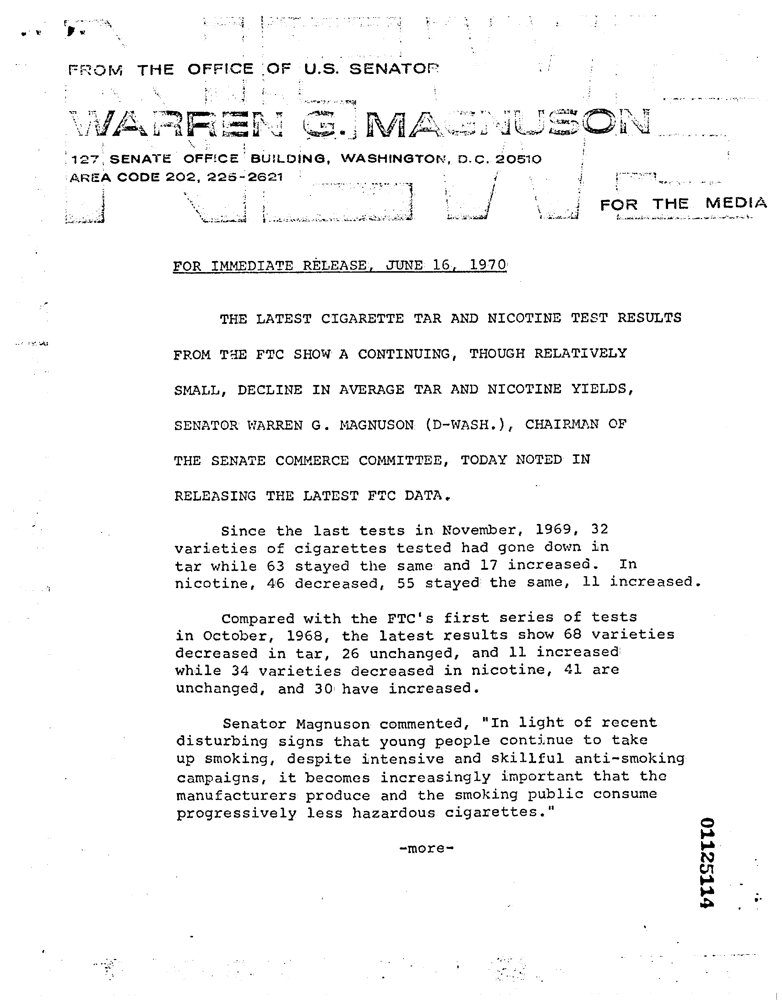 FROM THE OFFICE OF U.S. SENATOR
WARREN G. MAGNUSON
127 SENATE OFFICE BUILDING, WASHINGTON, D.C. 20510
AREA CODE 202, 225-2621
NEWS
FOR THE MEDIA
FOR IMMEDIATE RELEASE, JUNE 16, 1970
THE LATEST CIGARETTE TAR AND NICOTINE TEST RESULTS
FROM THE FTC SHOW A CONTINUING, THOUGH RELATIVELY
SMALL, DECLINE IN AVERAGE TAR AND NICOTINE YIELDS,
SENATOR WARREN G. MAGNUSON (D-WASH.), CHAIRMAN OF
THE SENATE COMMERCE COMMITTEE, TODAY NOTED IN
RELEASING THE LATEST FTC DATA.
Since the last tests in November, 1969, 32
varieties of cigarettes tested had gone down in
tar while 63 stayed the same and 17 increased. In
nicotine, 46 decreased, 55 stayed the same, 11 increased.
Compared with the FTC's first series of tests
in October, 1968, the latest results show 68 varieties
decreased in tar, 26 unchanged, and 11 increased
while 34 varieties decreased in nicotine, 41 are
unchanged, and 30 have increased.
Senator Magnuson commented, "In light of recent
disturbing signs that young people continue to take
up smoking, despite intensive and skillful anti-smoking
campaigns, it becomes increasingly important that the
manufacturers produce and the smoking public consume
progressively less hazardous cigarettes."
-more-
01125114